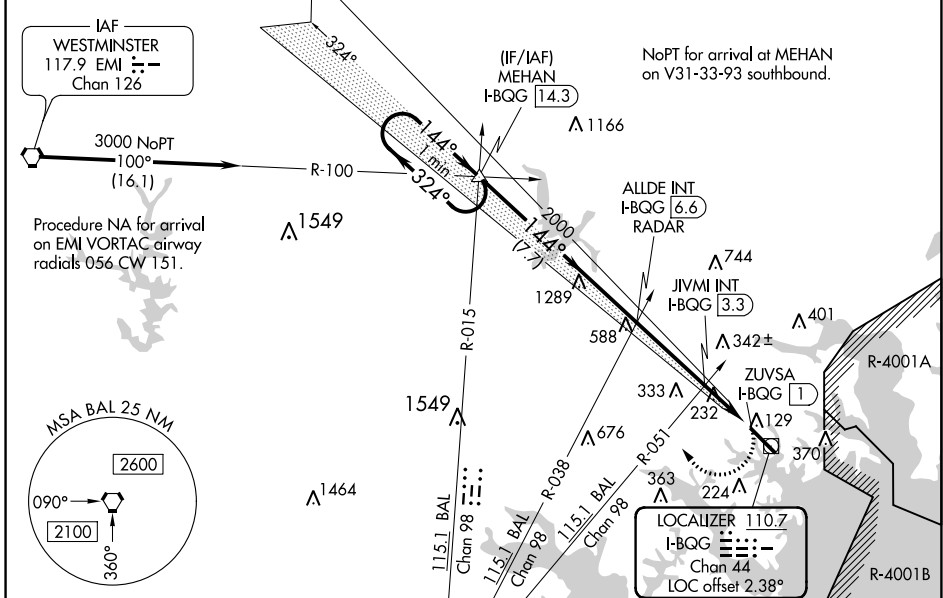 IAF
WESTMINSTER
117.9 EMI
Chan 126
3000 NoPT
100°
(16.1)
R-100
Procedure NA for arrival
on EMI VORTAC airway
radials 056 CW 151.
324°
(IF/IAF)
MEHAN
I-BQG 14.3
NoPT for arrival at MEHAN
on V31-33-93 southbound.
1166
144°
1 min
324°
1549
2000
144°
(7.7)
ALLDE INT
I-BQG 6.6
RADAR
744
1289
JIVMI INT
I-BQG 3.3
588
342±
401
R-4001A
R-015
333
232
ZUVSA
I-BQG 1
129
370
1549
676
R-038
R-051
363
224
1464
MSA BAL 25 NM
2600
090°
2100
360°
115.1 BAL
Chan 98
115.1 BAL
Chan 98
115.1 BAL
Chan 98
LOCALIZER 110.7
I-BQG
Chan 44
LOC offset 2.38°
R-4001B